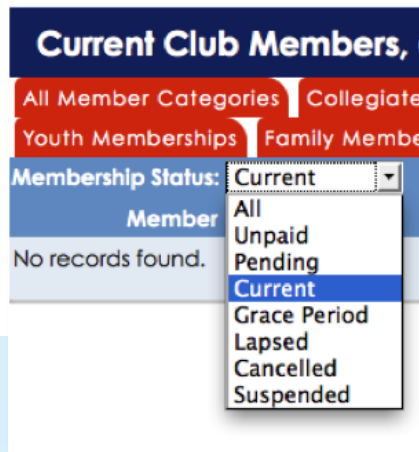 Current Club Members,
All Member Categories Collegiate
Youth Memberships Family Membe
Membership Status: Current
Member
No records found.
All
Unpaid
Pending
Current
Grace Period
Lapsed
Cancelled
Suspended